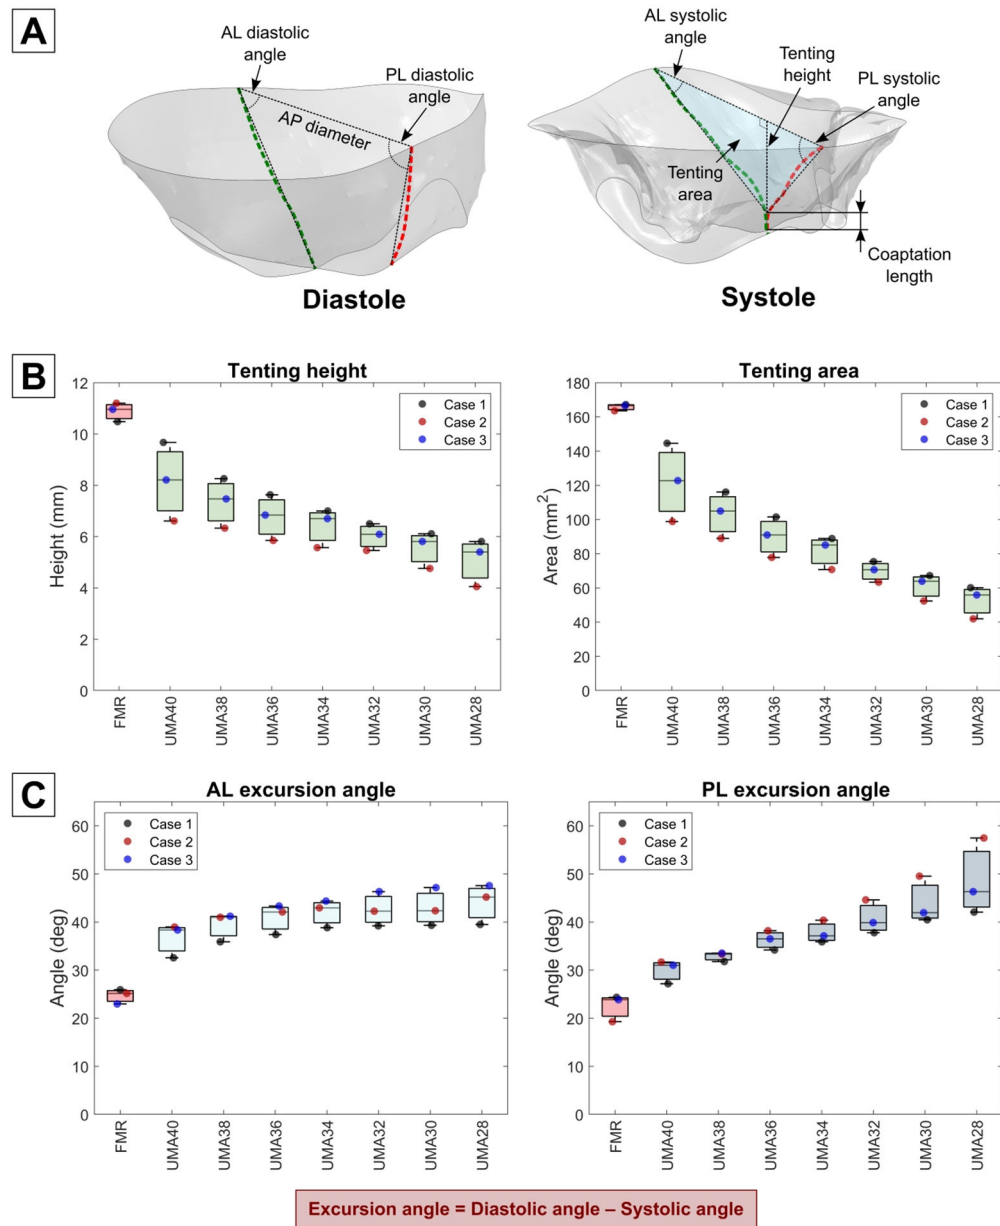 A
AL diastolic
angle
PL diastolic
angle
AP diameter
Diastole
AL systolic
angle
Tenting
height
PL systolic
angle
Tenting
area
Coaptation
length
Systole
B
Tenting height
Height (mm)
12
10
8
6
4
2
0
Case 1
Case 2
Case 3
FMR
UMA40
UMA38
UMA36
UMA34
UMA32
UMA30
UMA28
Tenting area
Area (mm²)
180
160
140
120
100
80
60
40
20
0
Case 1
Case 2
Case 3
FMR
UMA40
UMA38
UMA36
UMA34
UMA32
UMA30
UMA28
C
AL excursion angle
Angle (deg)
60
50
40
30
20
10
0
Case 1
Case 2
Case 3
FMR
UMA40
UMA38
UMA36
UMA34
UMA32
UMA30
UMA28
PL excursion angle
Angle (deg)
60
50
40
30
20
10
0
Case 1
Case 2
Case 3
FMR
UMA40
UMA38
UMA36
UMA34
UMA32
UMA30
UMA28
Excursion angle = Diastolic angle – Systolic angle